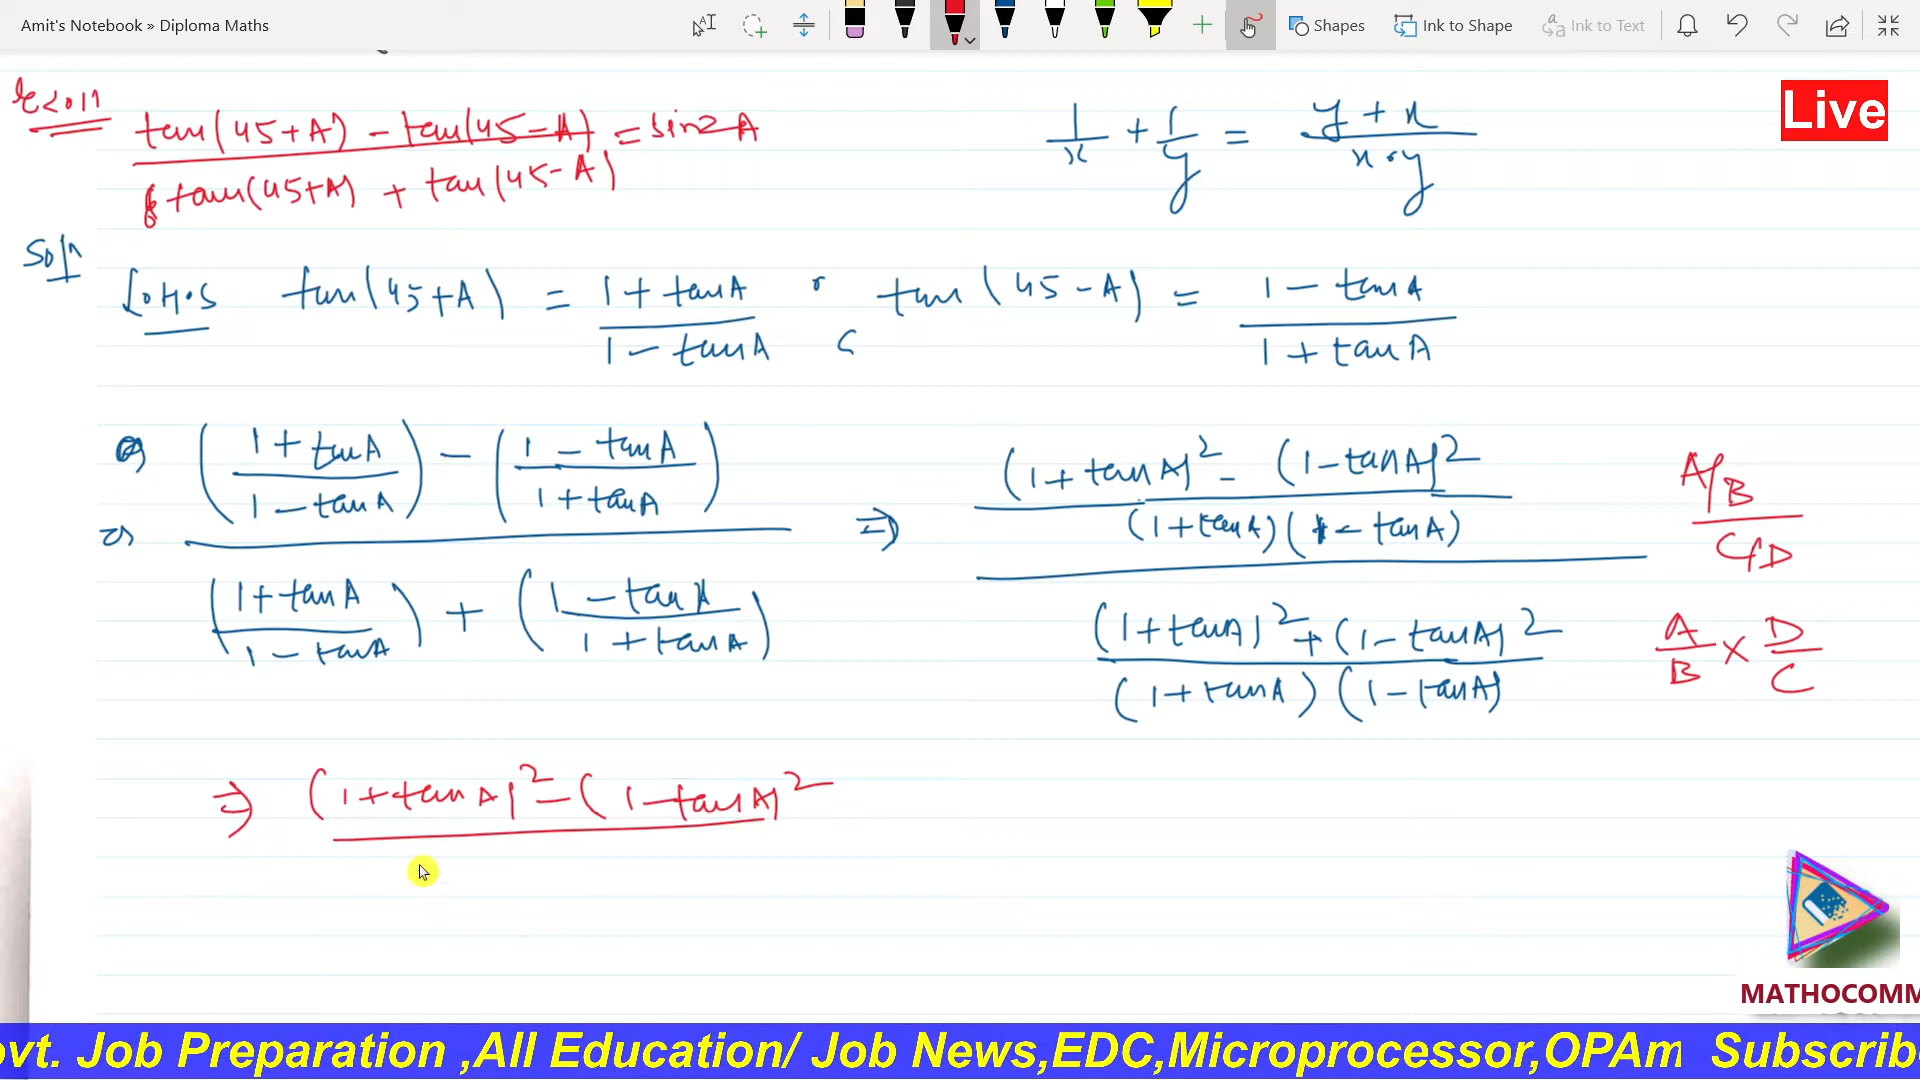 Amit's Notebook » Diploma Maths
Shapes Ink to Shape Ink to Text
Live
tan(45+A) - tan(45-A) = sin2A
tan(45+A) + tan(45-A)
1/x + 1/y = y+x / x.y
Soln
L.H.S tan(45+A) = 1+tanA / 1-tanA , tan(45-A) = 1-tanA / 1+tanA
(1+tanA / 1-tanA) - (1-tanA / 1+tanA)
⇒ (1+tanA)² - (1-tanA)²
(1+tanA)(1-tanA)
A/B
C/D
(1+tanA / 1-tanA) + (1-tanA / 1+tanA)
(1+tanA)² + (1-tanA)²
(1+tanA)(1-tanA)
A/B × D/C
⇒ (1+tanA)² - (1-tanA)²
MATHOCOMM
ovt. Job Preparation ,All Education/ Job News,EDC,Microprocessor,OPAm Subscrib